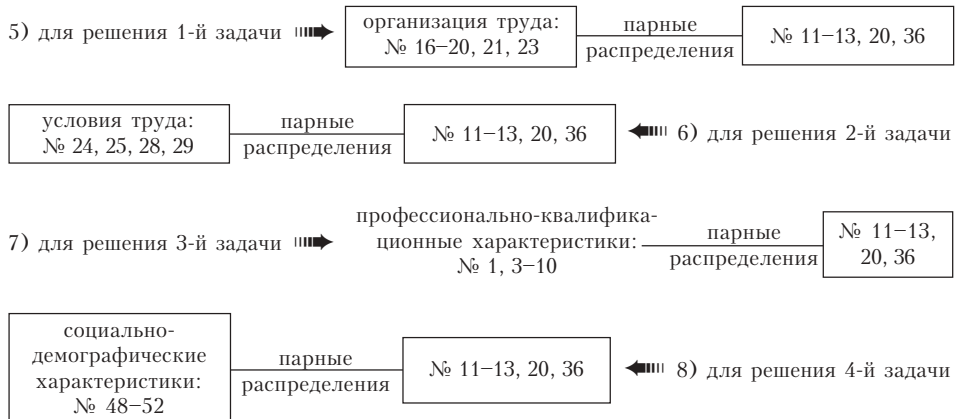 5) для решения 1-й задачи
организация труда:
№ 16–20, 21, 23
парные
распределения
№ 11–13, 20, 36
условия труда:
№ 24, 25, 28, 29
парные
распределения
№ 11–13, 20, 36
6) для решения 2-й задачи
7) для решения 3-й задачи
профессионально-квалифика-
ционные характеристики:
№ 1, 3–10
парные
распределения
№ 11–13,
20, 36
социально-
демографические
характеристики:
№ 48–52
парные
распределения
№ 11–13, 20, 36
8) для решения 4-й задачи